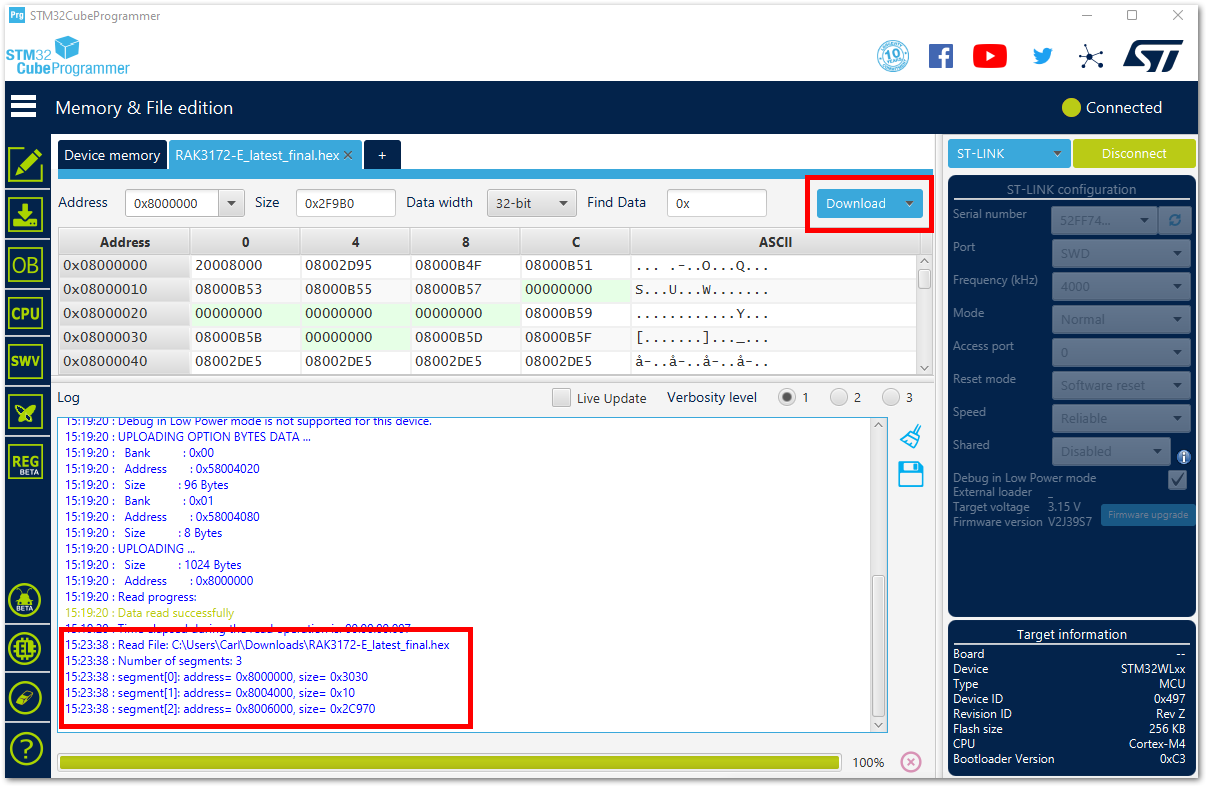 Prg STM32CubeProgrammer
STM32
CubeProgrammer
10 YEARS
ST
Memory & File edition
Connected
Device memory RAK3172-E_latest_final.hex × +
ST-LINK Disconnect
Address 0x8000000 Size 0x2F9B0 Data width 32-bit Find Data 0x Download
Address 0 4 8 C ASCII
0x08000000 20008000 08002D95 08000B4F 08000B51 ... .-..O...Q...
0x08000010 08000B53 08000B55 08000B57 00000000 S...U...W.......
0x08000020 00000000 00000000 00000000 08000B59 ............Y...
0x08000030 08000B5B 00000000 08000B5D 08000B5F [.......]..._...
0x08000040 08002DE5 08002DE5 08002DE5 08002DE5 å-..å-..å-..å-..
Log Live Update Verbosity level 1 2 3
15:19:20 : Debug in Low Power mode is not supported for this device.
15:19:20 : UPLOADING OPTION BYTES DATA ...
15:19:20 : Bank : 0x00
15:19:20 : Address : 0x58004020
15:19:20 : Size : 96 Bytes
15:19:20 : Bank : 0x01
15:19:20 : Address : 0x58004080
15:19:20 : Size : 8 Bytes
15:19:20 : UPLOADING ...
15:19:20 : Size : 1024 Bytes
15:19:20 : Address : 0x8000000
15:19:20 : Read progress:
15:19:20 : Data read successfully
15:19:20 : Time elapsed during the read operation is: 00:00:00.007
15:23:38 : Read File: C:\Users\Carl\Downloads\RAK3172-E_latest_final.hex
15:23:38 : Number of segments: 3
15:23:38 : segment[0]: address= 0x8000000, size= 0x3030
15:23:38 : segment[1]: address= 0x8004000, size= 0x10
15:23:38 : segment[2]: address= 0x8006000, size= 0x2C970
100%
OB
CPU
SWV
REG
BETA
BETA
EL
?
ST-LINK configuration
Serial number 52FF74...
Port SWD
Frequency (kHz) 4000
Mode Normal
Access port 0
Reset mode Software reset
Speed Reliable
Shared Disabled
Debug in Low Power mode
External loader _
Target voltage 3.15 V
Firmware version V2J39S7 Firmware upgrade
Target information
Board --
Device STM32WLxx
Type MCU
Device ID 0x497
Revision ID Rev Z
Flash size 256 KB
CPU Cortex-M4
Bootloader Version 0xC3